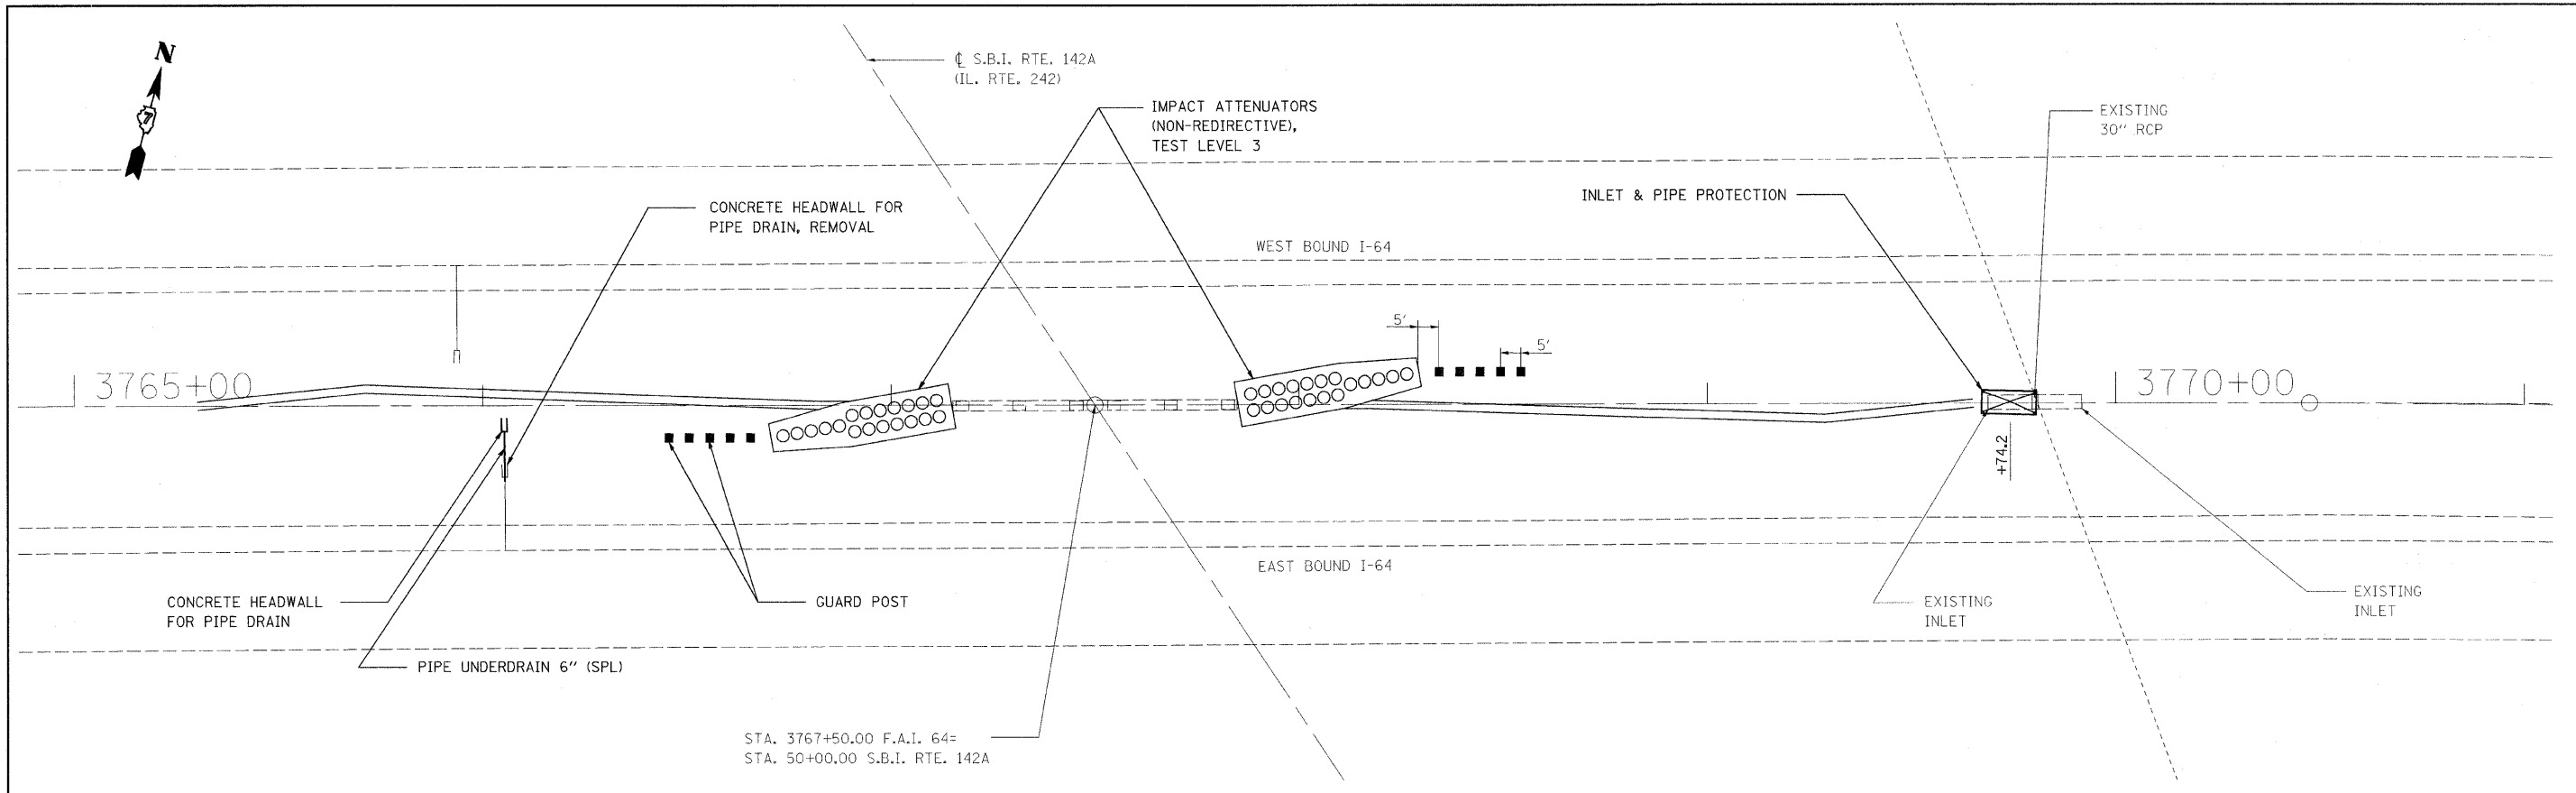 N
7
℄ S.B.I. RTE. 142A
(IL. RTE. 242)
IMPACT ATTENUATORS
(NON-REDIRECTIVE),
TEST LEVEL 3
EXISTING
30" RCP
CONCRETE HEADWALL FOR
PIPE DRAIN, REMOVAL
INLET & PIPE PROTECTION
WEST BOUND I-64
5'
5'
3765+00
3770+00
+74.2
EAST BOUND I-64
CONCRETE HEADWALL
FOR PIPE DRAIN
GUARD POST
EXISTING
INLET
EXISTING
INLET
PIPE UNDERDRAIN 6" (SPL)
STA. 3767+50.00 F.A.I. 64=
STA. 50+00.00 S.B.I. RTE. 142A